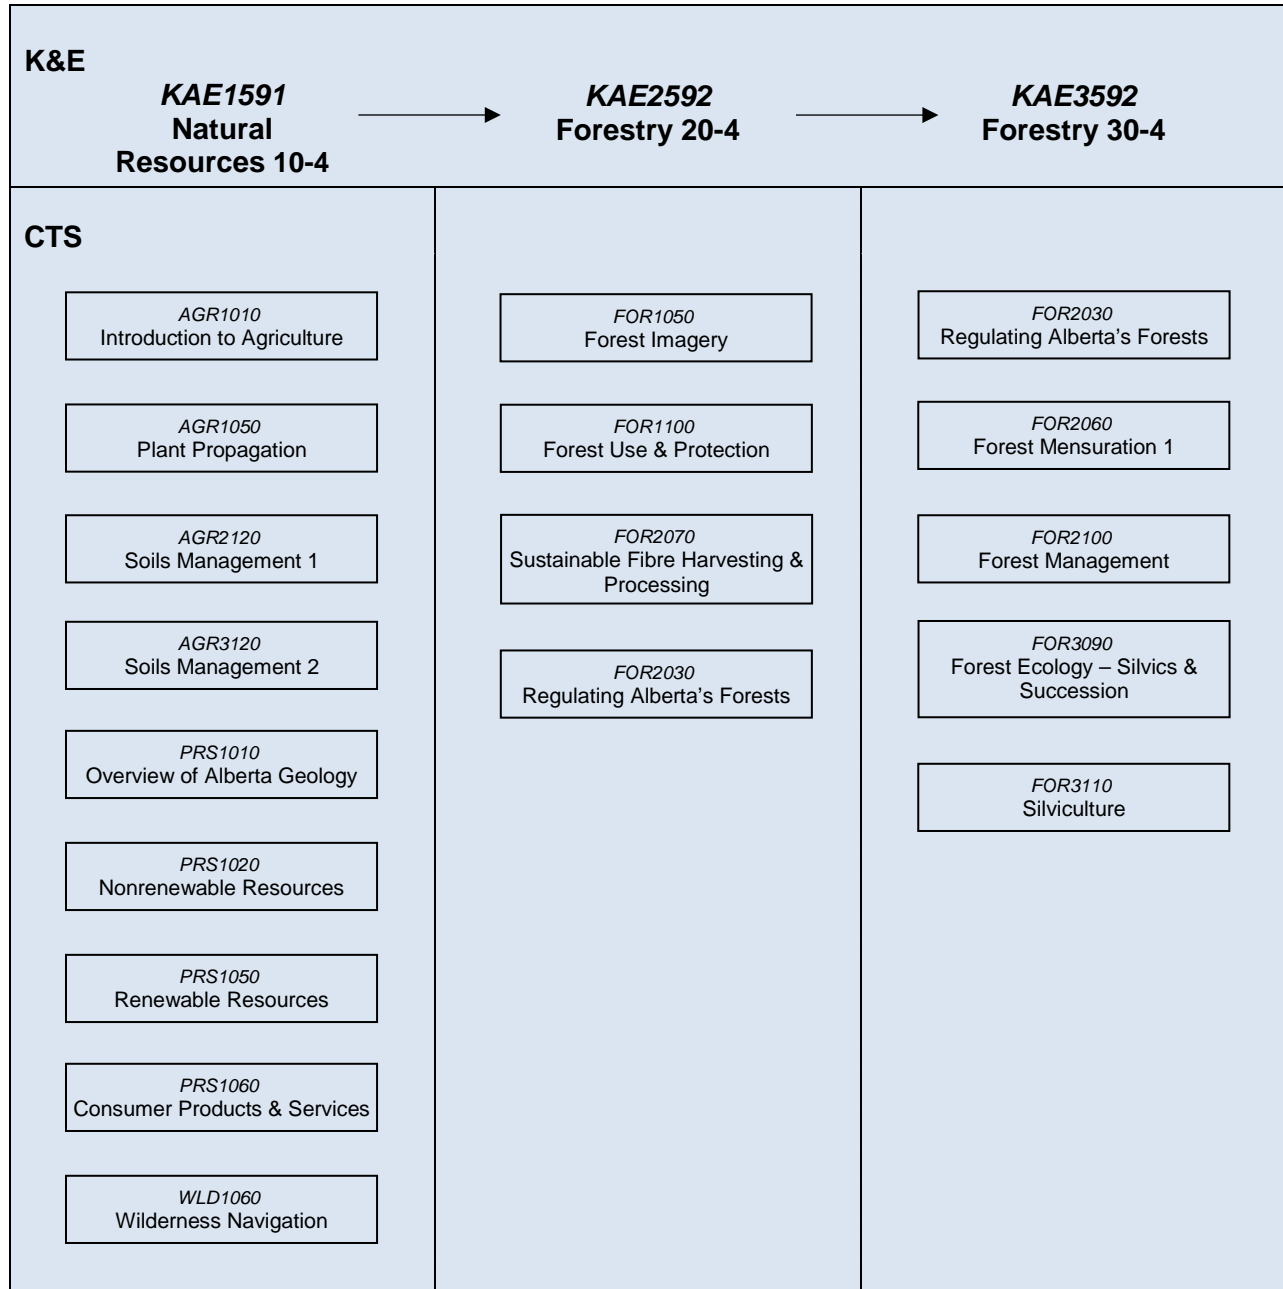 K&E
KAE1591
Natural
Resources 10-4
KAE2592
Forestry 20-4
KAE3592
Forestry 30-4
CTS
AGR1010
Introduction to Agriculture
AGR1050
Plant Propagation
AGR2120
Soils Management 1
AGR3120
Soils Management 2
PRS1010
Overview of Alberta Geology
PRS1020
Nonrenewable Resources
PRS1050
Renewable Resources
PRS1060
Consumer Products & Services
WLD1060
Wilderness Navigation
FOR1050
Forest Imagery
FOR1100
Forest Use & Protection
FOR2070
Sustainable Fibre Harvesting &
Processing
FOR2030
Regulating Alberta’s Forests
FOR2030
Regulating Alberta’s Forests
FOR2060
Forest Mensuration 1
FOR2100
Forest Management
FOR3090
Forest Ecology – Silvics &
Succession
FOR3110
Silviculture